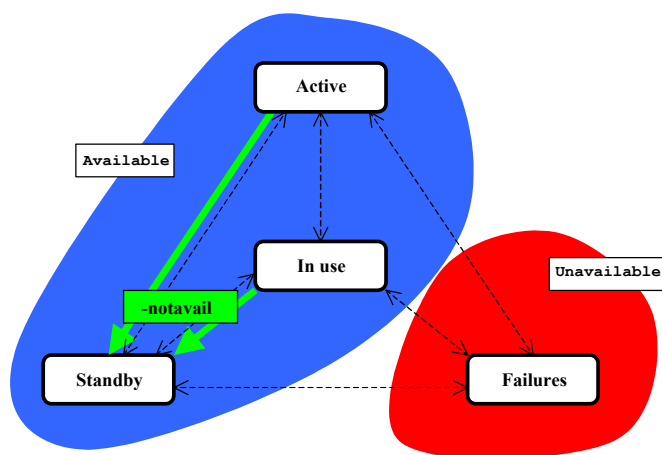 Active
Available
In use
Unavailable
-notavail
Standby
Failures